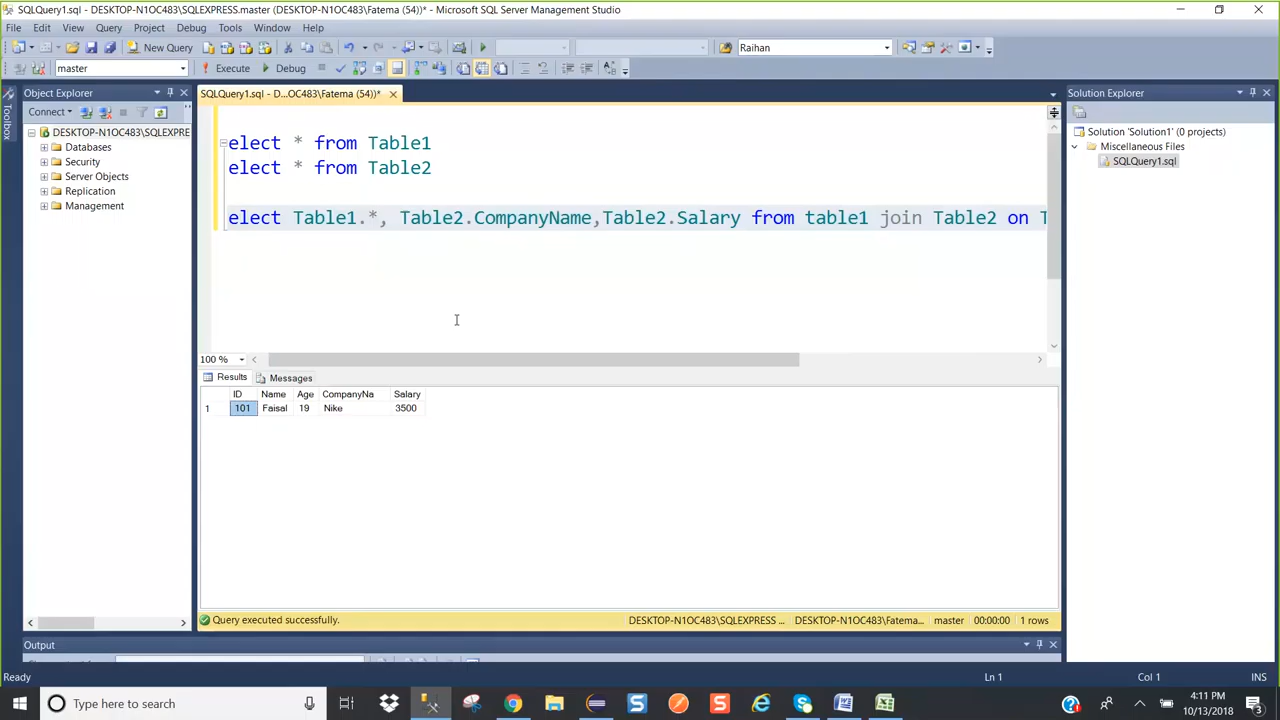 SQLQuery1.sql - DESKTOP-N1OC483\SQLEXPRESS.master (DESKTOP-N1OC483\Fatema (54))* - Microsoft SQL Server Management Studio
File Edit View Query Project Debug Tools Window Help
New Query Raihan
master Execute Debug
Toolbox
Object Explorer
Connect
DESKTOP-N1OC483\SQLEXPRE
Databases
Security
Server Objects
Replication
Management
SQLQuery1.sql - D...OC483\Fatema (54))*
elect * from Table1
elect * from Table2
elect Table1.*, Table2.CompanyName,Table2.Salary from table1 join Table2 on T
100 %
Results Messages
ID Name Age CompanyNa Salary
1 101 Faisal 19 Nike 3500
Query executed successfully. DESKTOP-N1OC483\SQLEXPRESS ... DESKTOP-N1OC483\Fatema... master 00:00:00 1 rows
Solution Explorer
Solution 'Solution1' (0 projects)
Miscellaneous Files
SQLQuery1.sql
Output
Ready Ln 1 Col 1 INS
Type here to search
4:11 PM
10/13/2018
3